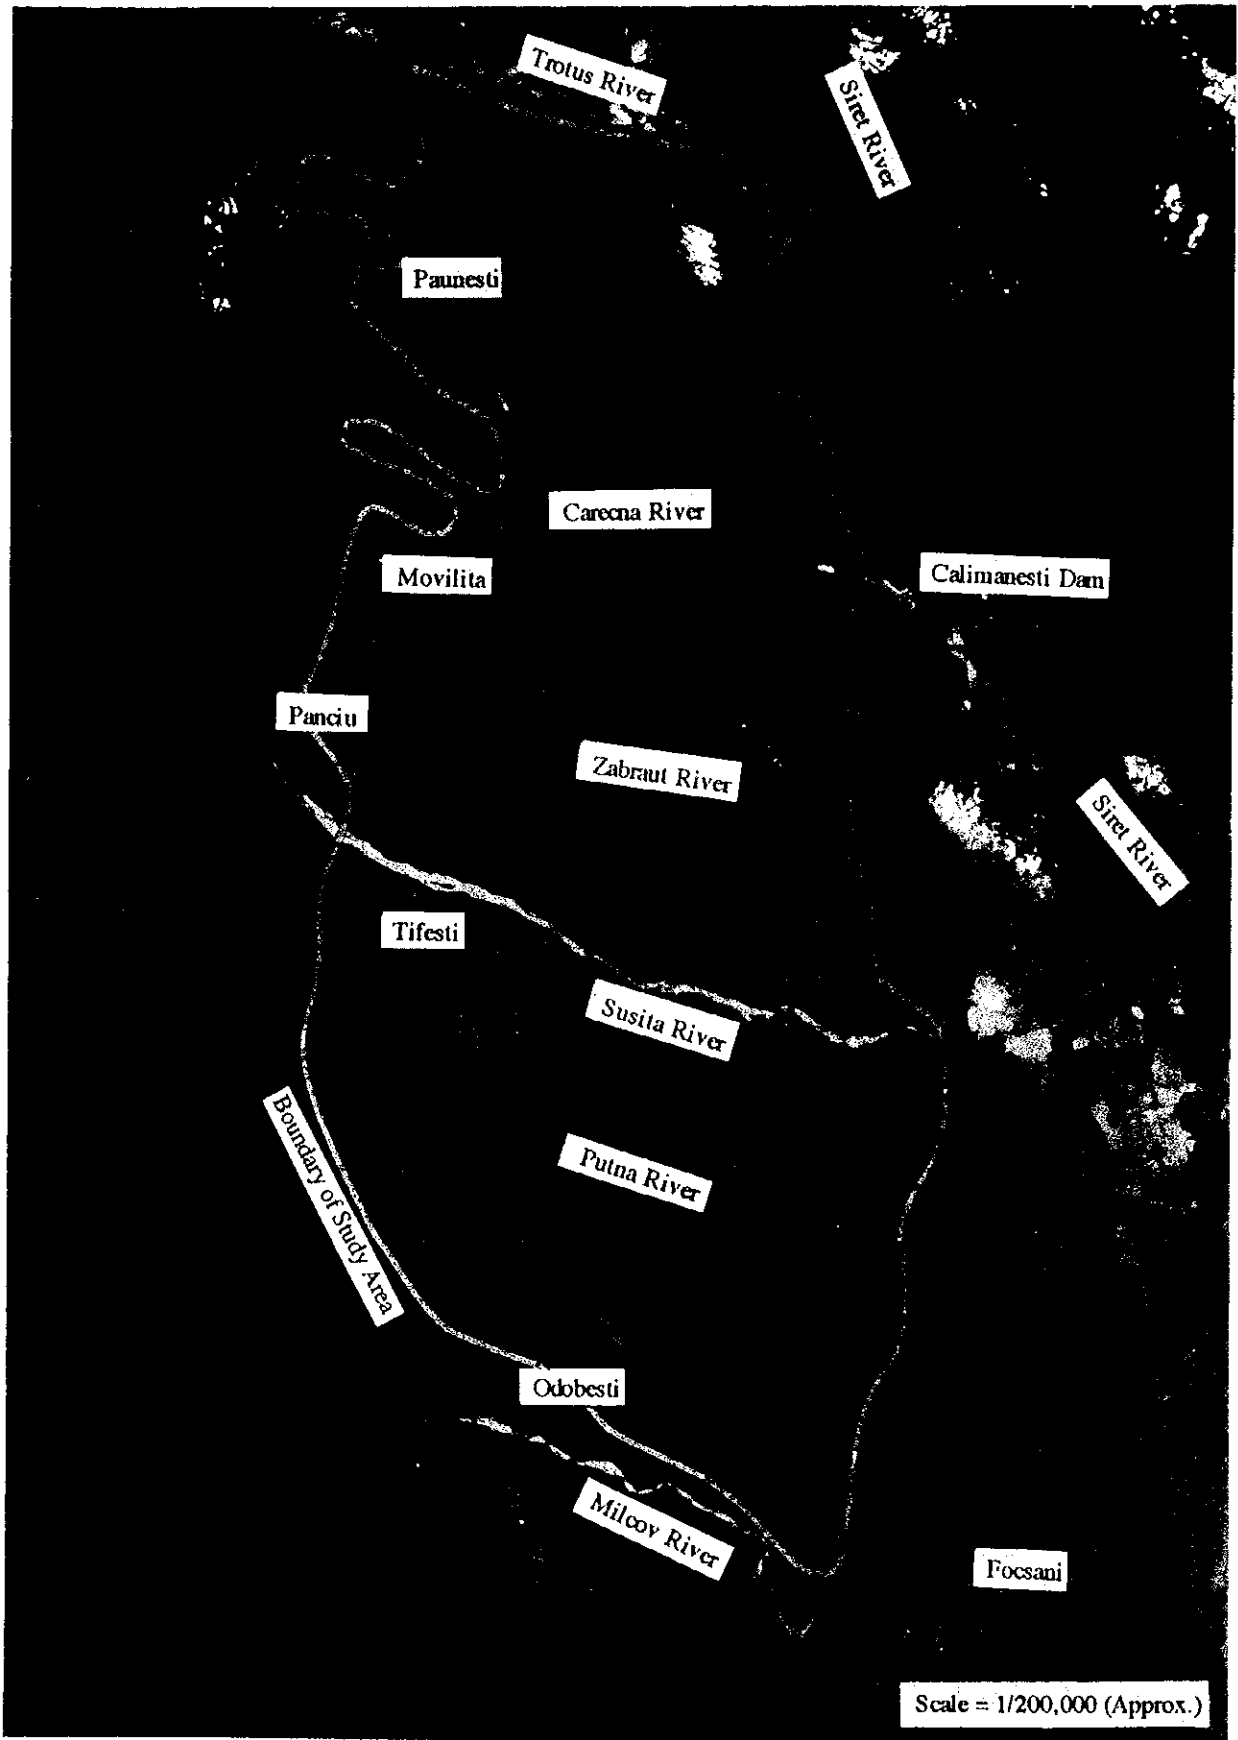 Trotus River
Siret River
Paunesti
Carecna River
Movilita
Calimanesti Dam
Panciu
Zabraut River
Siret River
Tifesti
Susita River
Boundary of Study Area
Putna River
Odobesti
Milcov River
Focsani
Scale = 1/200,000 (Approx.)